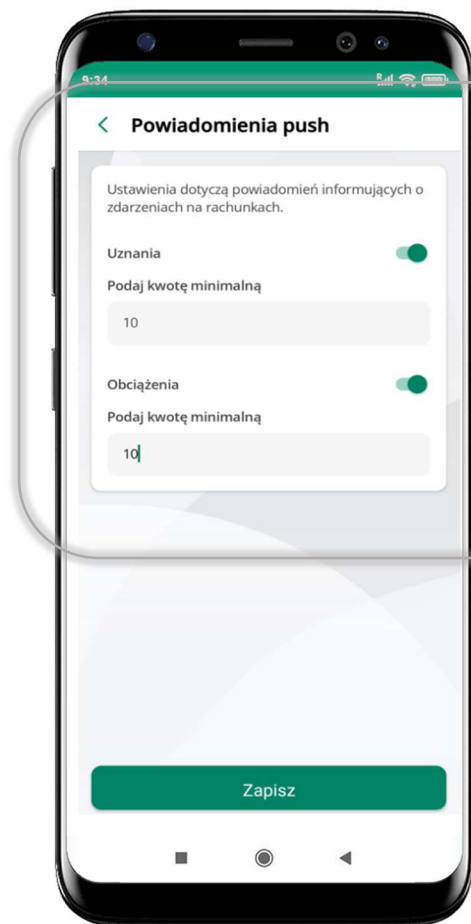 9:34
R
Powiadomienia push
Ustawienia dotyczą powiadomień informujących o
zdarzeniach na rachunkach.
Uznania
Podaj kwotę minimalną
10
Obciążenia
Podaj kwotę minimalną
10
Zapisz